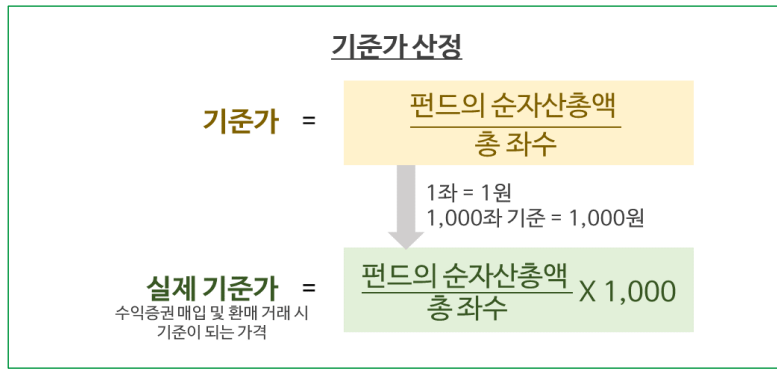 기준가 산정
기준가 =
펀드의 순자산총액
총 좌수
1좌 = 1원
1,000좌 기준 = 1,000원
실제 기준가 =
수익증권 매입 및 환매 거래 시
기준이 되는 가격
펀드의 순자산총액
총 좌수
X 1,000